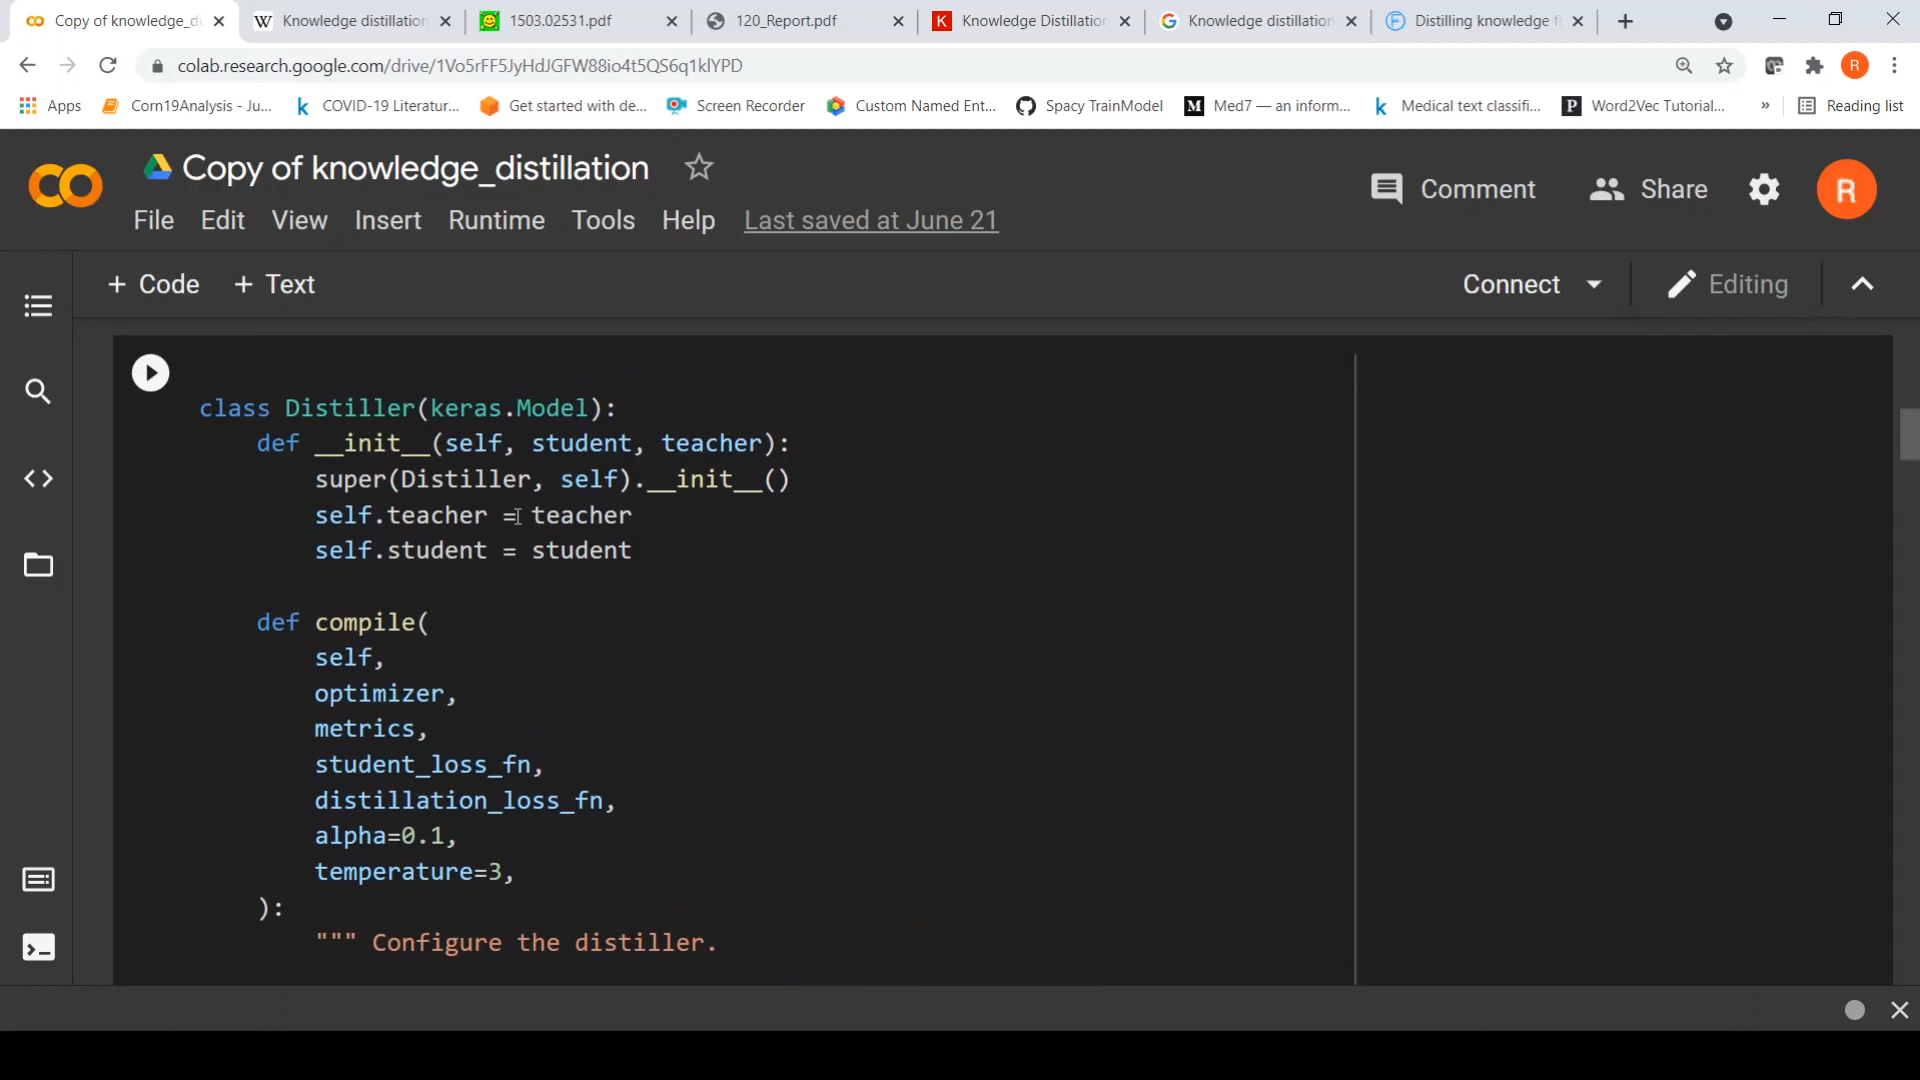 Copy of knowledge_di
Knowledge distillation
1503.02531.pdf
120_Report.pdf
Knowledge Distillation
Knowledge distillation
Distilling knowledge f
colab.research.google.com/drive/1Vo5rFF5JyHdJGFW88io4t5QS6q1klYPD
R
Apps
Corn19Analysis - Ju...
COVID-19 Literatur...
Get started with de...
Screen Recorder
Custom Named Ent...
Spacy TrainModel
Med7 — an inform...
Medical text classifi...
Word2Vec Tutorial...
»
Reading list
Copy of knowledge_distillation
Comment
Share
R
File Edit View Insert Runtime Tools Help Last saved at June 21
+ Code + Text
Connect
Editing
class Distiller(keras.Model):
def __init__(self, student, teacher):
super(Distiller, self).__init__()
self.teacher = teacher
self.student = student
def compile(
self,
optimizer,
metrics,
student_loss_fn,
distillation_loss_fn,
alpha=0.1,
temperature=3,
):
""" Configure the distiller.